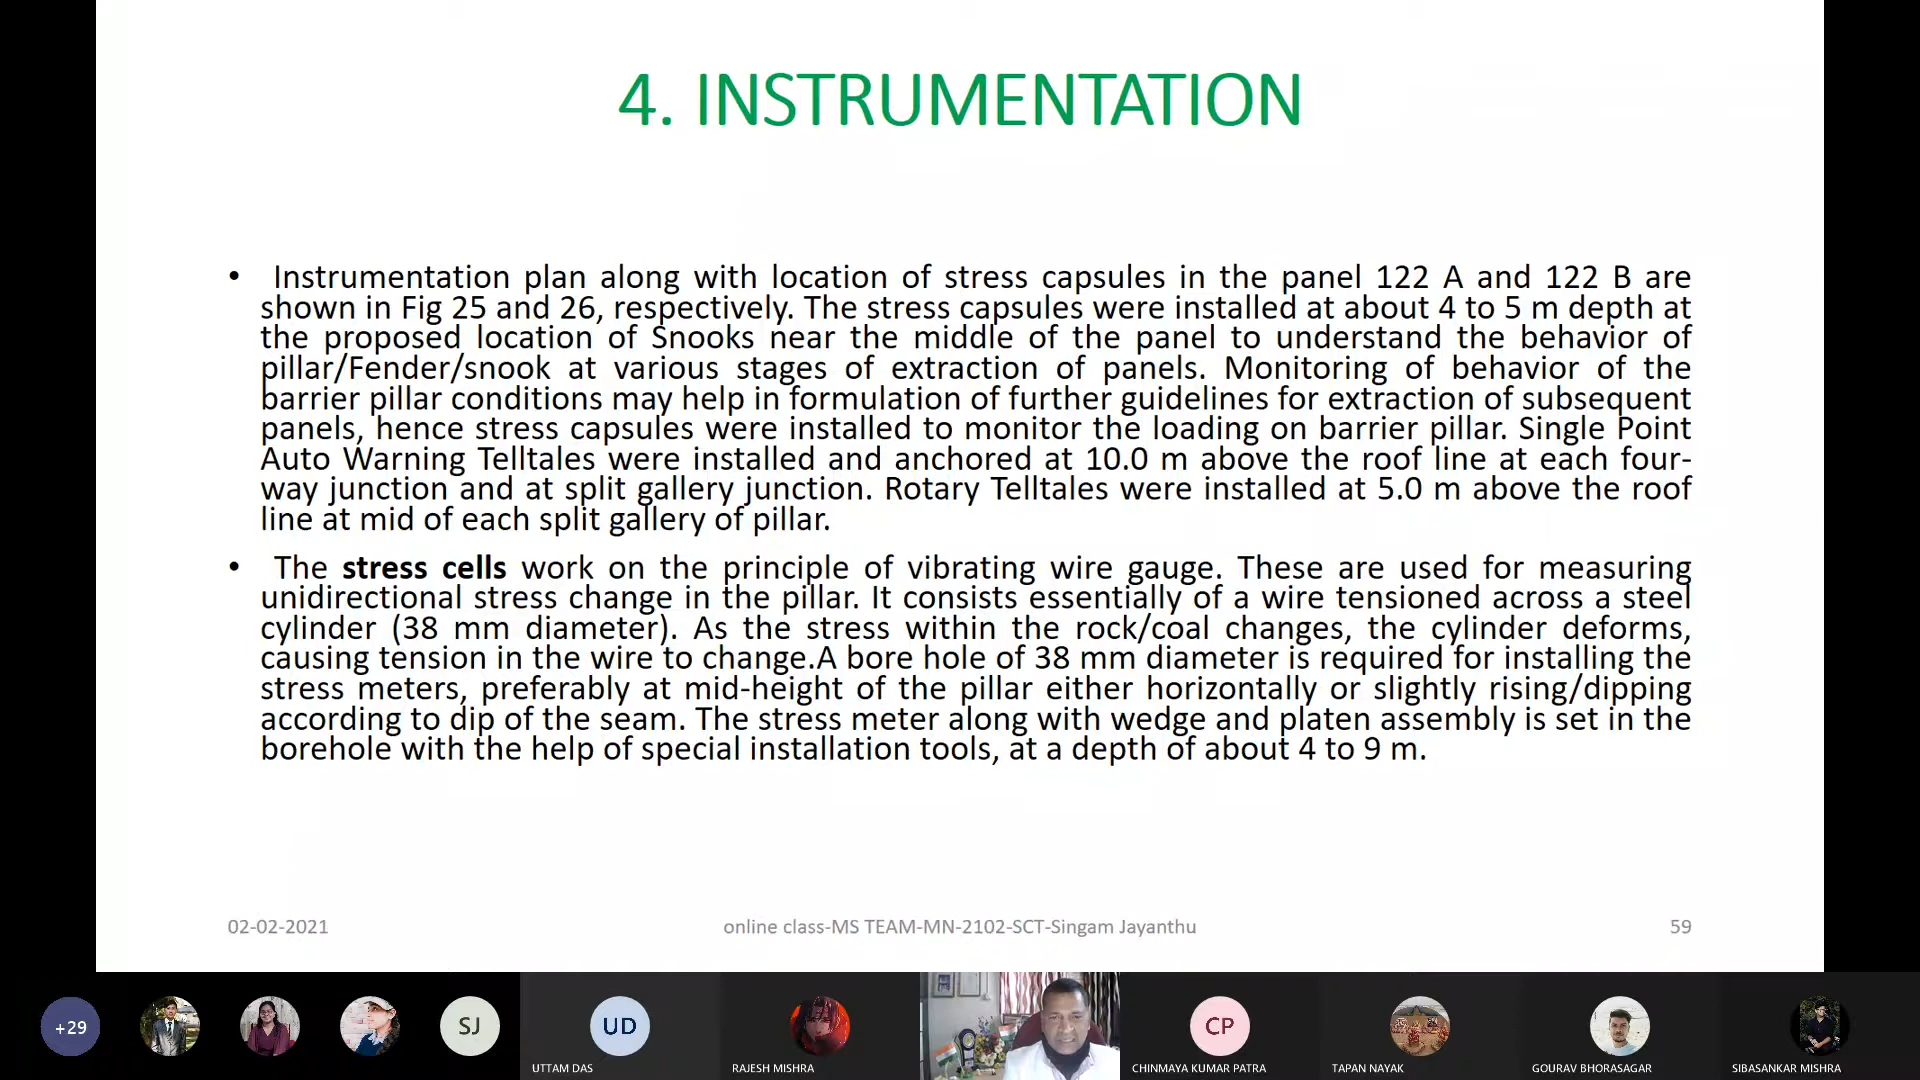 4. INSTRUMENTATION
• Instrumentation plan along with location of stress capsules in the panel 122 A and 122 B are
shown in Fig 25 and 26, respectively. The stress capsules were installed at about 4 to 5 m depth at
the proposed location of Snooks near the middle of the panel to understand the behavior of
pillar/Fender/snook at various stages of extraction of panels. Monitoring of behavior of the
barrier pillar conditions may help in formulation of further guidelines for extraction of subsequent
panels, hence stress capsules were installed to monitor the loading on barrier pillar. Single Point
Auto Warning Telltales were installed and anchored at 10.0 m above the roof line at each four-
way junction and at split gallery junction. Rotary Telltales were installed at 5.0 m above the roof
line at mid of each split gallery of pillar.
• The stress cells work on the principle of vibrating wire gauge. These are used for measuring
unidirectional stress change in the pillar. It consists essentially of a wire tensioned across a steel
cylinder (38 mm diameter). As the stress within the rock/coal changes, the cylinder deforms,
causing tension in the wire to change.A bore hole of 38 mm diameter is required for installing the
stress meters, preferably at mid-height of the pillar either horizontally or slightly rising/dipping
according to dip of the seam. The stress meter along with wedge and platen assembly is set in the
borehole with the help of special installation tools, at a depth of about 4 to 9 m.
02-02-2021
online class-MS TEAM-MN-2102-SCT-Singam Jayanthu
59
+29
SJ
UD
CP
UTTAM DAS
RAJESH MISHRA
CHINMAYA KUMAR PATRA
TAPAN NAYAK
GOURAV BHORASAGAR
SIBASANKAR MISHRA